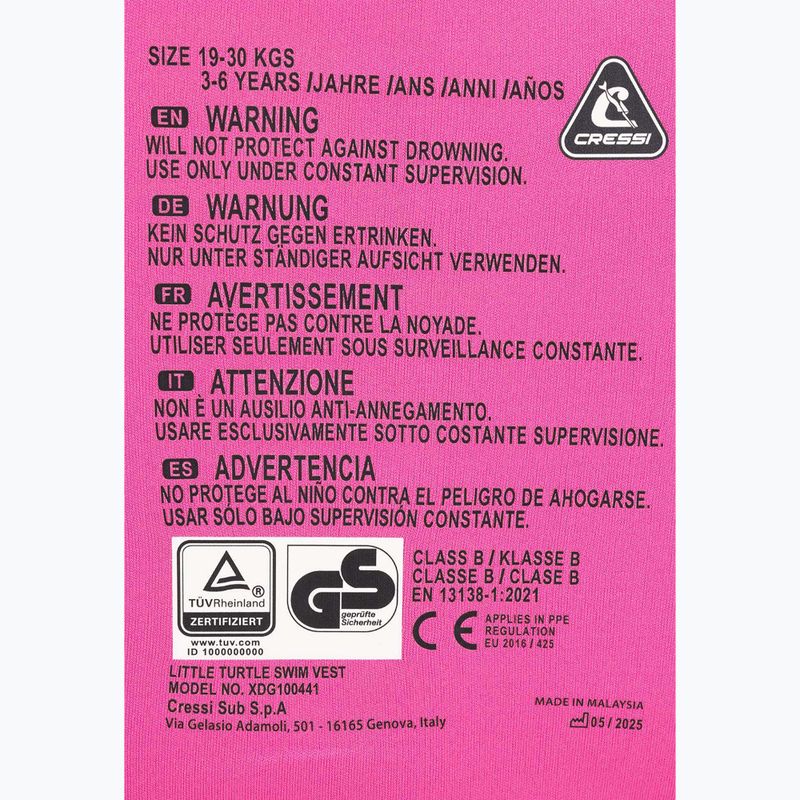 SIZE 19-30 KGS
3-6 YEARS /JAHRE /ANS /ANNI /AÑOS
CRESSI
EN WARNING
WILL NOT PROTECT AGAINST DROWNING.
USE ONLY UNDER CONSTANT SUPERVISION.
DE WARNUNG
KEIN SCHUTZ GEGEN ERTRINKEN.
NUR UNTER STÄNDIGER AUFSICHT VERWENDEN.
FR AVERTISSEMENT
NE PROTÈGE PAS CONTRE LA NOYADE.
UTILISER SEULEMENT SOUS SURVEILLANCE CONSTANTE.
IT ATTENZIONE
NON È UN AUSILIO ANTI-ANNEGAMENTO.
USARE ESCLUSIVAMENTE SOTTO COSTANTE SUPERVISIONE.
ES ADVERTENCIA
NO PROTEGE AL NIÑO CONTRA EL PELIGRO DE AHOGARSE.
USAR SÓLO BAJO SUPERVISIÓN CONSTANTE.
®
TÜVRheinland
ZERTIFIZIERT
www.tuv.com
ID 1000000000
GS
geprüfte
Sicherheit
CLASS B / KLASSE B
CLASSE B / CLASE B
EN 13138-1:2021
CE
APPLIES IN PPE
REGULATION
EU 2016 / 425
LITTLE TURTLE SWIM VEST
MODEL NO. XDG100441
Cressi Sub S.p.A
Via Gelasio Adamoli, 501 - 16165 Genova, Italy
MADE IN MALAYSIA
05 / 2025